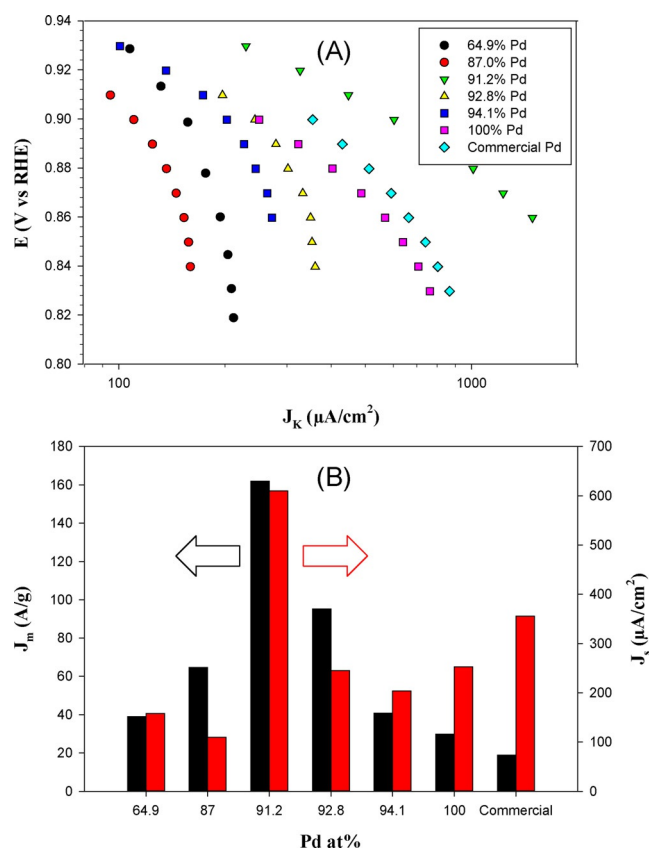 (A)
0.94
0.92
0.90
0.88
0.86
0.84
0.82
0.80
E (V vs RHE)
64.9% Pd
87.0% Pd
91.2% Pd
92.8% Pd
94.1% Pd
100% Pd
Commercial Pd
100 1000
J_K (μA/cm²)
(B)
180
160
140
120
100
80
60
40
20
0
J_m (A/g)
700
600
500
400
300
200
100
0
J_s (μA/cm²)
64.9 87 91.2 92.8 94.1 100 Commercial
Pd at%